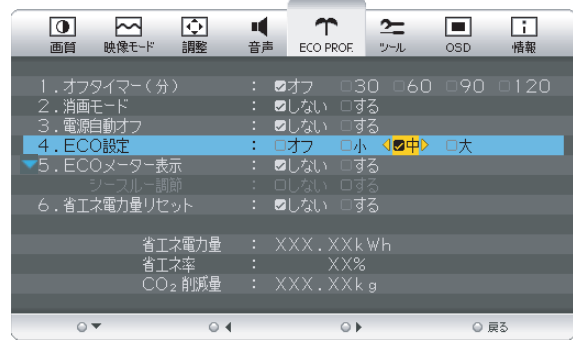 画質 映像モード 調整 音声 ECO PROF. ツール OSD 情報
1.オフタイマー(分) : オフ 30 60 90 120
2.消画モード : しない する
3.電源自動オフ : しない する
4.ECO設定 : オフ 小 中 大
5.ECOメーター表示 : しない する
シースルー調節 : しない する
6.省エネ電力量リセット : しない する
省エネ電力量 : XXX.XXkWh
省エネ率 : XX%
CO₂削減量 : XXX.XXkg
戻る